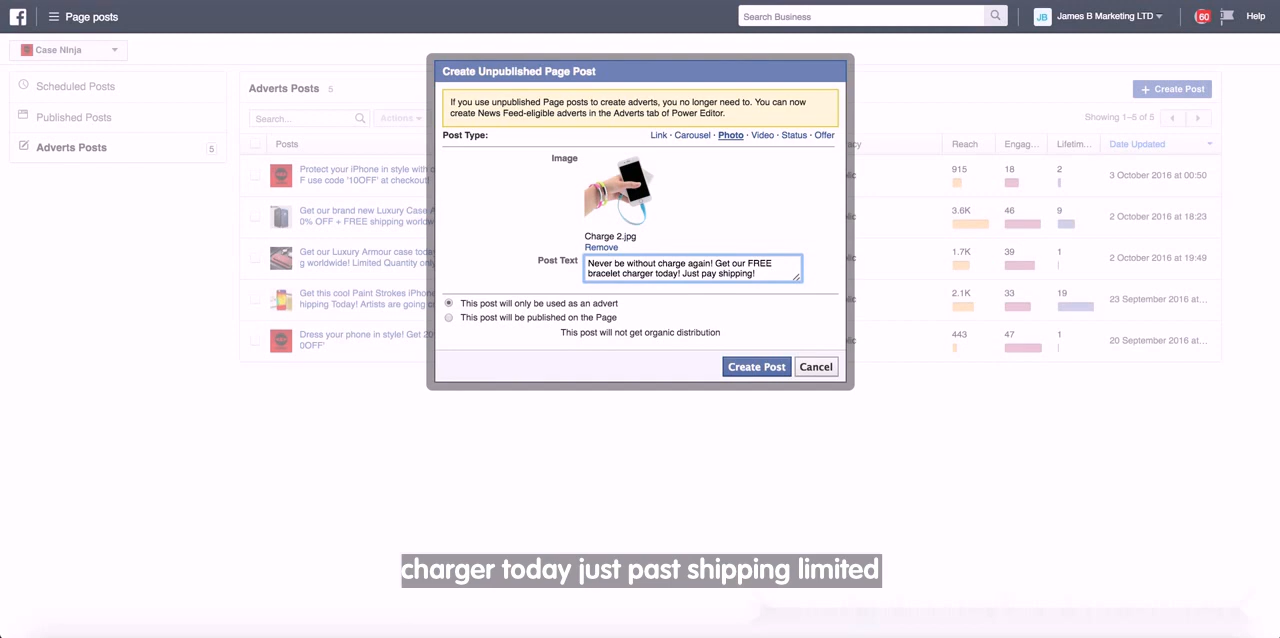 Page posts
Search Business
JB James B Marketing LTD
60
Help
Case Ninja
Scheduled Posts
Published Posts
Adverts Posts
5
Adverts Posts 5
+ Create Post
Search...
Actions
Showing 1–5 of 5
Posts
Reach
Engag...
Lifetim...
Date Updated
Protect your iPhone in style with
F use code '10OFF' at checkout!
915
18
2
3 October 2016 at 00:50
Get our brand new Luxury Case
0% OFF + FREE shipping
3.6K
46
9
2 October 2016 at 18:23
Get our Luxury Armour case
g worldwide! Limited Quantity
1.7K
39
1
2 October 2016 at 19:49
Get this cool Paint Strokes
hipping Today! Artists are going
2.1K
33
19
23 September 2016 at...
Dress your phone in style! Get
0OFF'
443
47
1
20 September 2016 at...
Create Unpublished Page Post
If you use unpublished Page posts to create adverts, you no longer need to. You can now
create News Feed-eligible adverts in the Adverts tab of Power Editor.
Post Type:
Link · Carousel · Photo · Video · Status · Offer
Image
Charge 2.jpg
Remove
Post Text
Never be without charge again! Get our FREE
bracelet charger today! Just pay shipping!
This post will only be used as an advert
This post will be published on the Page
This post will not get organic distribution
Create Post
Cancel
charger today just past shipping limited